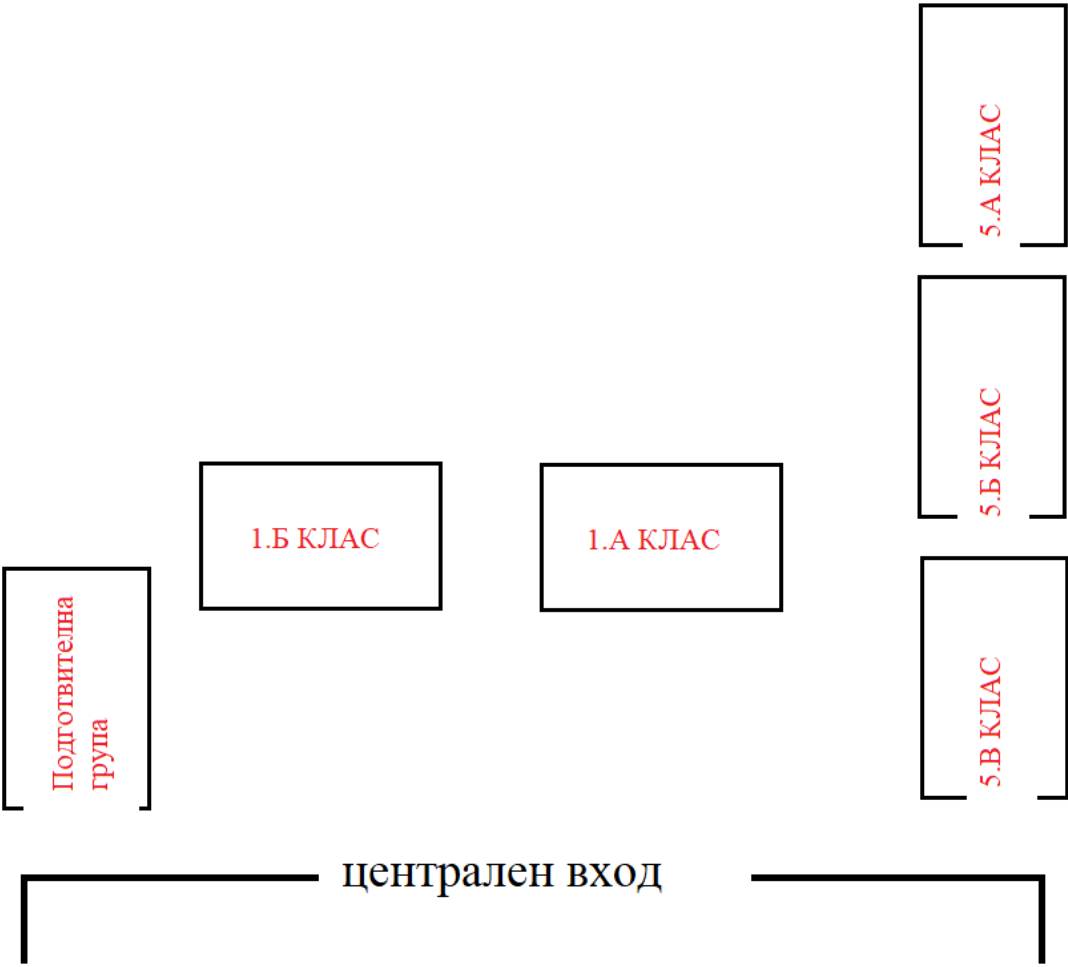 5.А КЛАС
5.Б КЛАС
1.Б КЛАС
1.А КЛАС
Подготвителна
група
5.В КЛАС
централен вход